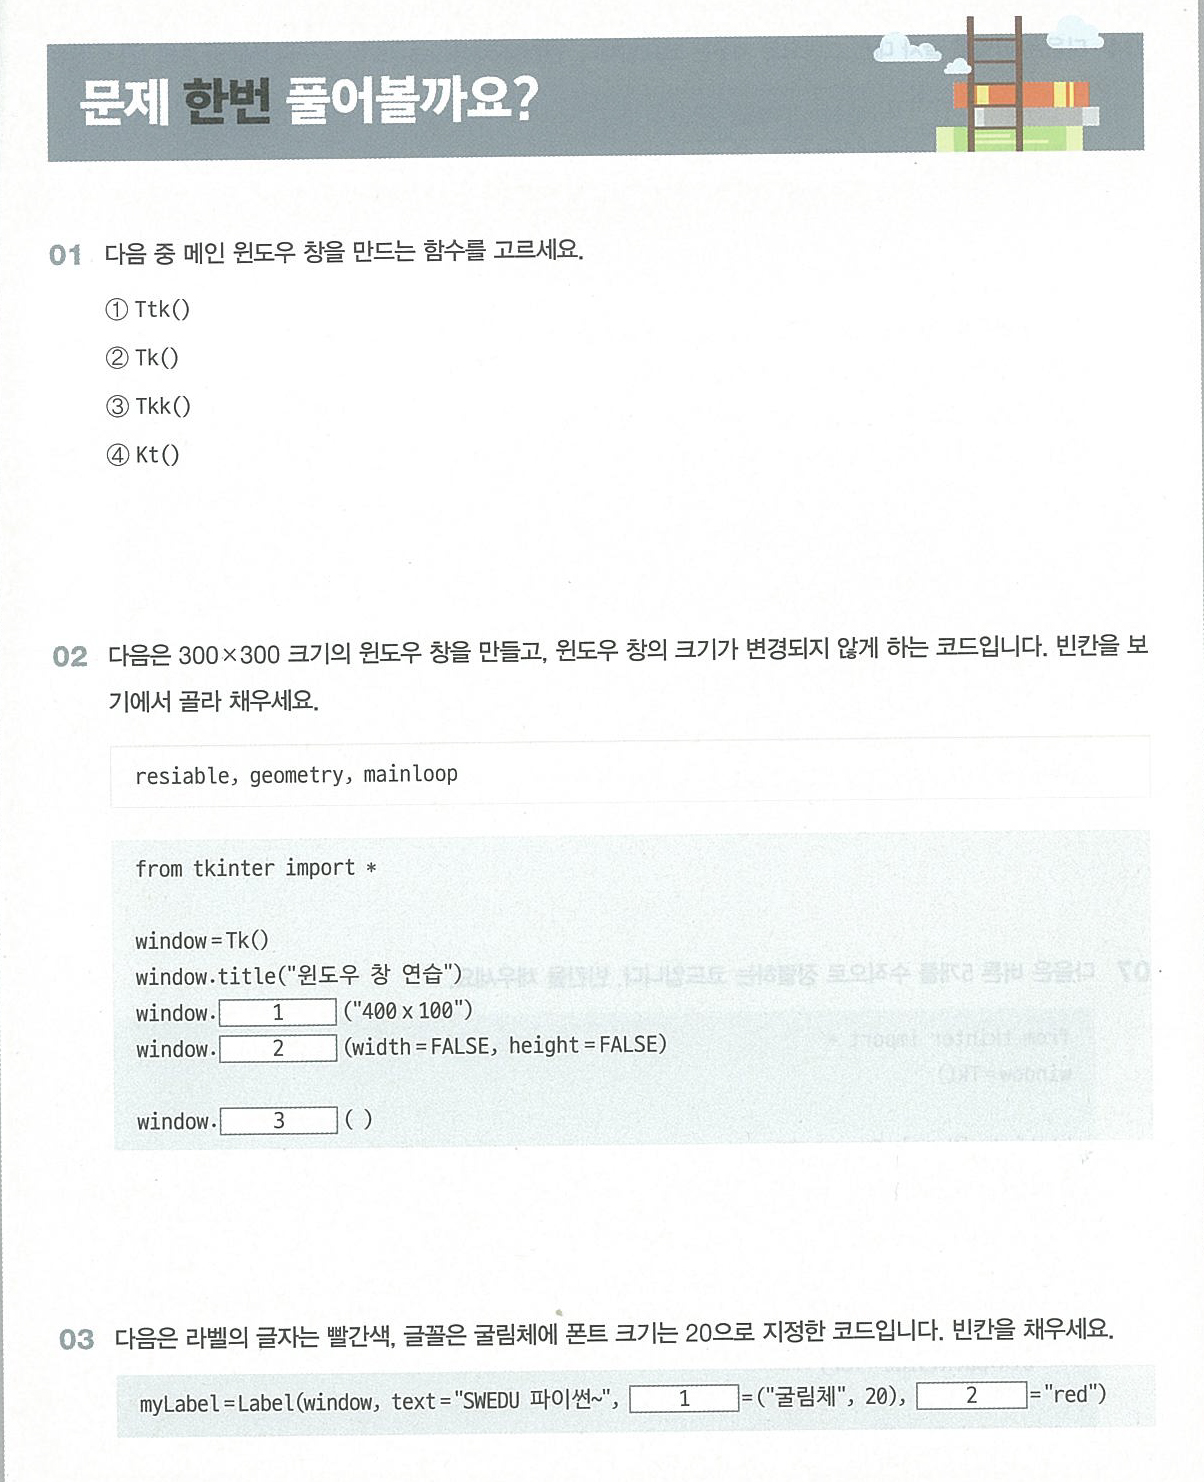 문제 한번 풀어볼까요?
01 다음 중 메인 윈도우 창을 만드는 함수를 고르세요.
① Ttk()
② Tk()
③ Tkk()
④ Kt()
02 다음은 300×300 크기의 윈도우 창을 만들고, 윈도우 창의 크기가 변경되지 않게 하는 코드입니다. 빈칸을 보
기에서 골라 채우세요.
resiable, geometry, mainloop
from tkinter import *
window=Tk()
window.title("윈도우 창 연습")
window. 1 ("400x100")
window. 2 (width=FALSE, height=FALSE)
window. 3 ( )
03 다음은 라벨의 글자는 빨간색, 글꼴은 굴림체에 폰트 크기는 20으로 지정한 코드입니다. 빈칸을 채우세요.
myLabel=Label(window, text="SWEDU 파이썬~", 1 =("굴림체", 20), 2 ="red")